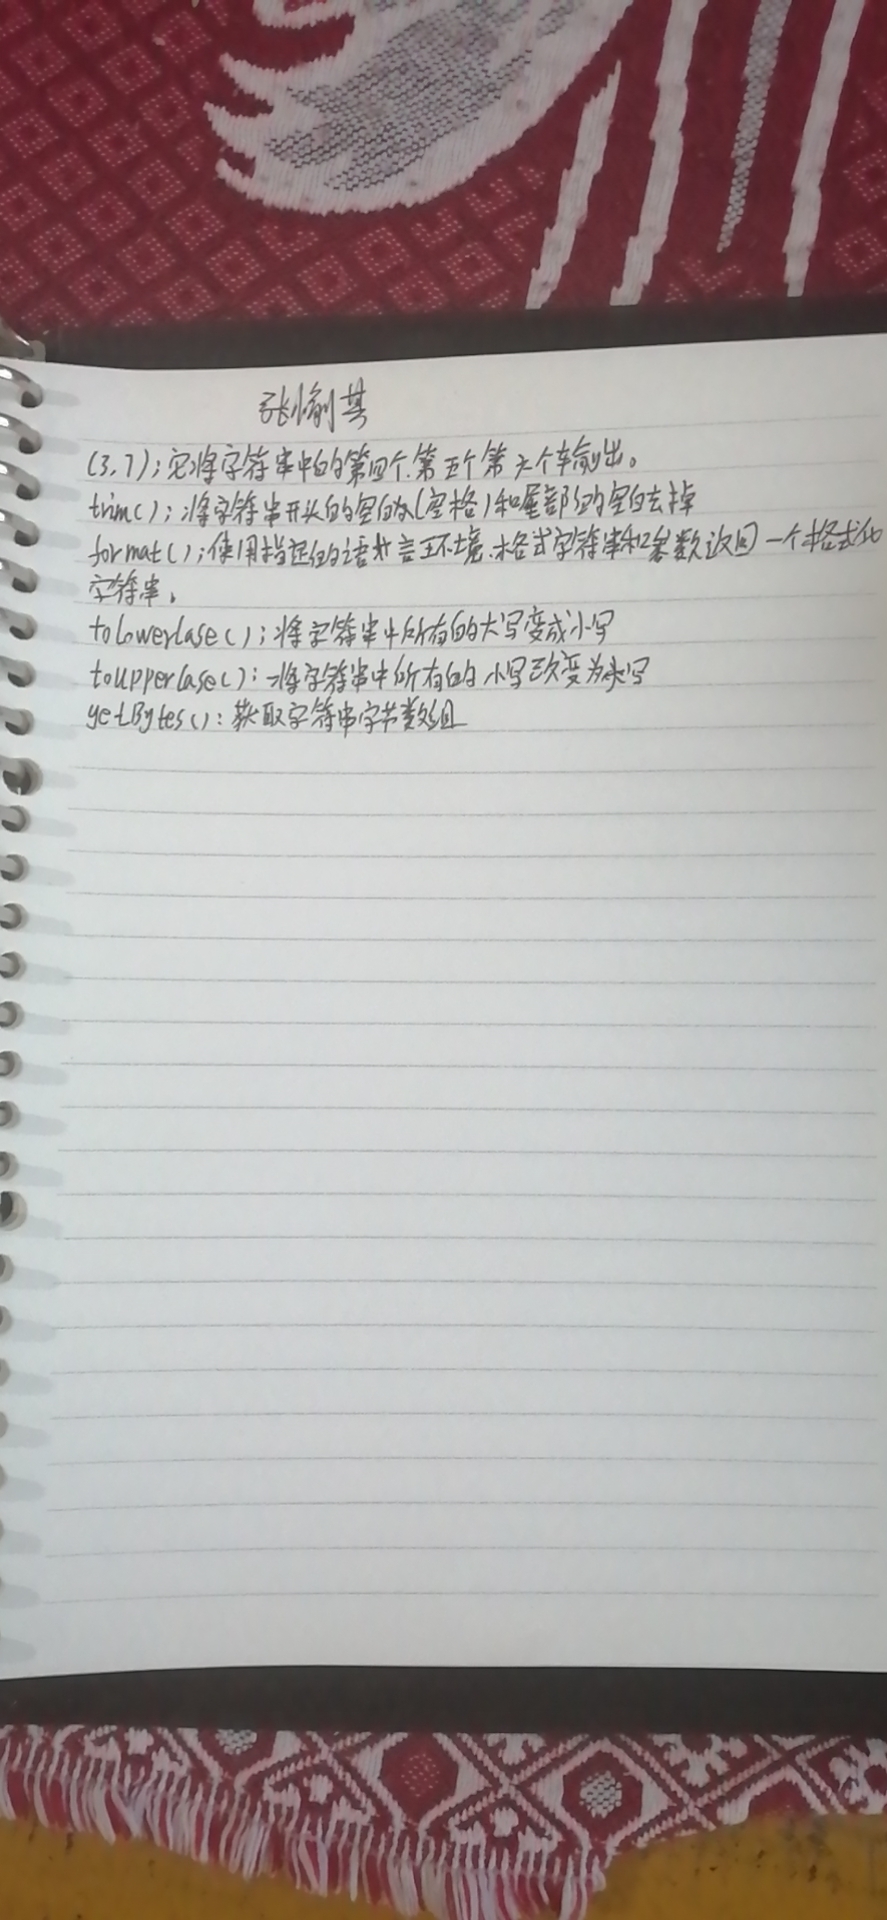 张愉其
(3,7);它将字符串中的第四个.第五个第六个车输出。
trim();将字符串开头的空白(空格)和尾部的空白去掉
format();使用指定的语言环境.格式字符串和参数返回一个格式化
字符串。
toLowerCase();将字符串中所有的大写变成小写
toUpperCase():将字符串中所有的小写改变为大写
getBytes():获取字符串字节数组